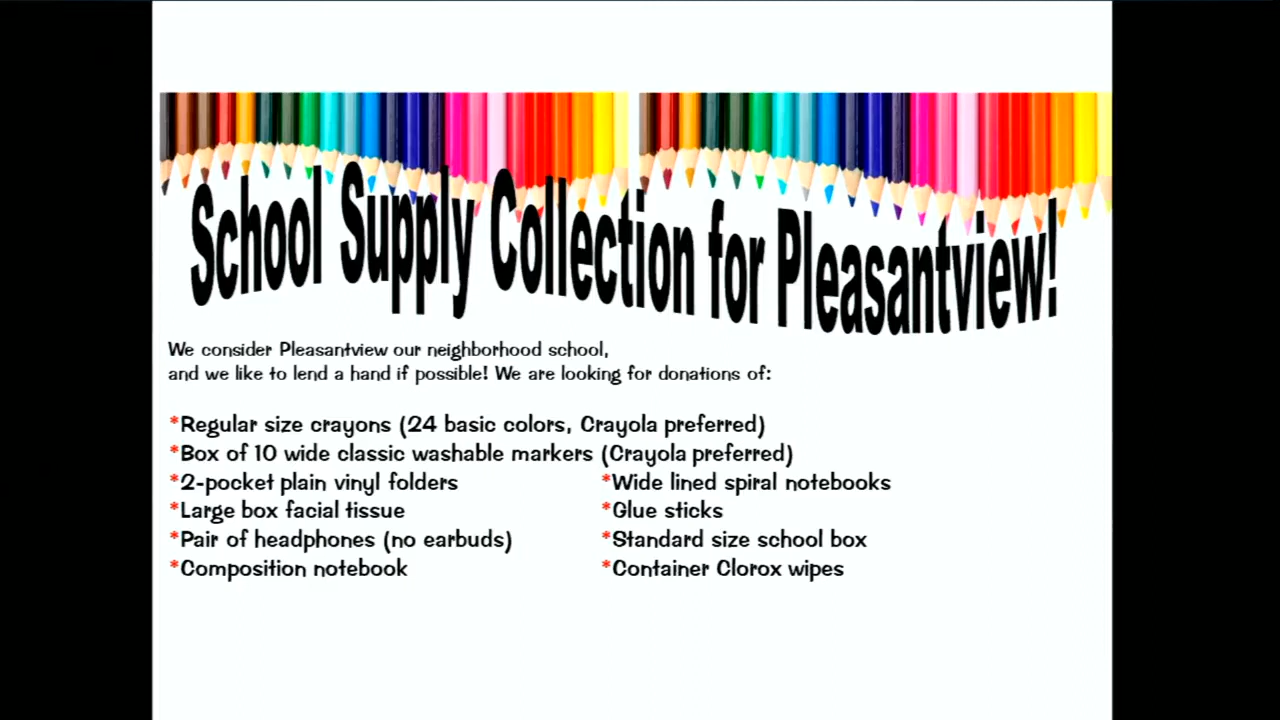 School Supply Collection for Pleasantview!
We consider Pleasantview our neighborhood school,
and we like to lend a hand if possible! We are looking for donations of:
*Regular size crayons (24 basic colors, Crayola preferred)
*Box of 10 wide classic washable markers (Crayola preferred)
*2-pocket plain vinyl folders *Wide lined spiral notebooks
*Large box facial tissue *Glue sticks
*Pair of headphones (no earbuds) *Standard size school box
*Composition notebook *Container Clorox wipes